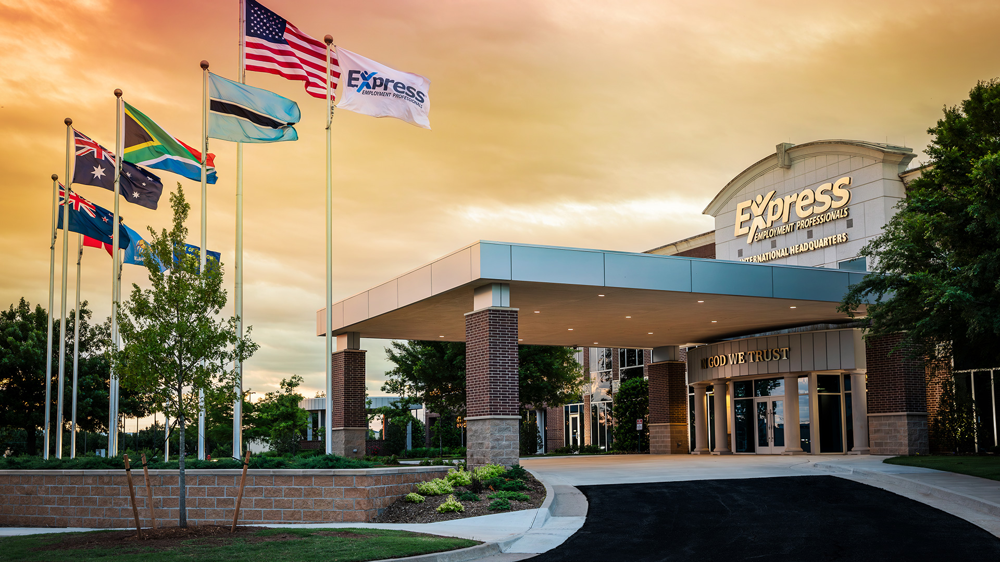 Express
EMPLOYMENT PROFESSIONALS
Express
EMPLOYMENT PROFESSIONALS
INTERNATIONAL HEADQUARTERS
IN GOD WE TRUST